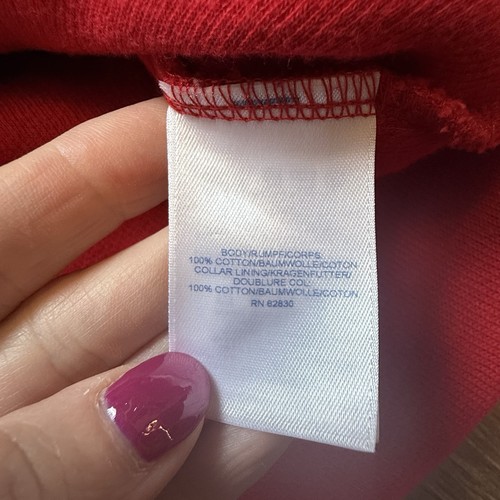 BODY/RUMPF/CORPS:
100% COTTON/BAUMWOLLE/COTON
COLLAR LINING/KRAGENFUTTER/
DOUBLURE COL:
100% COTTON/BAUMWOLLE/COTON
RN 62830